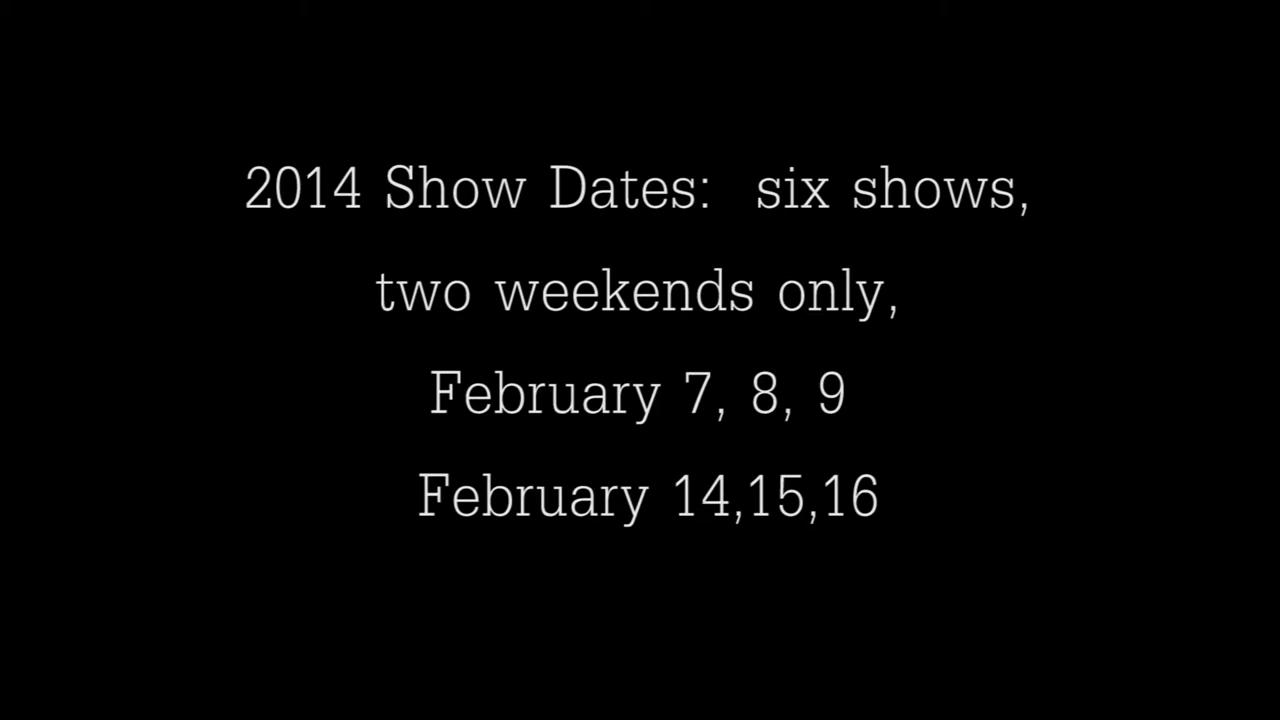 2014 Show Dates:  six shows,
two weekends only,
February 7, 8, 9
February 14,15,16